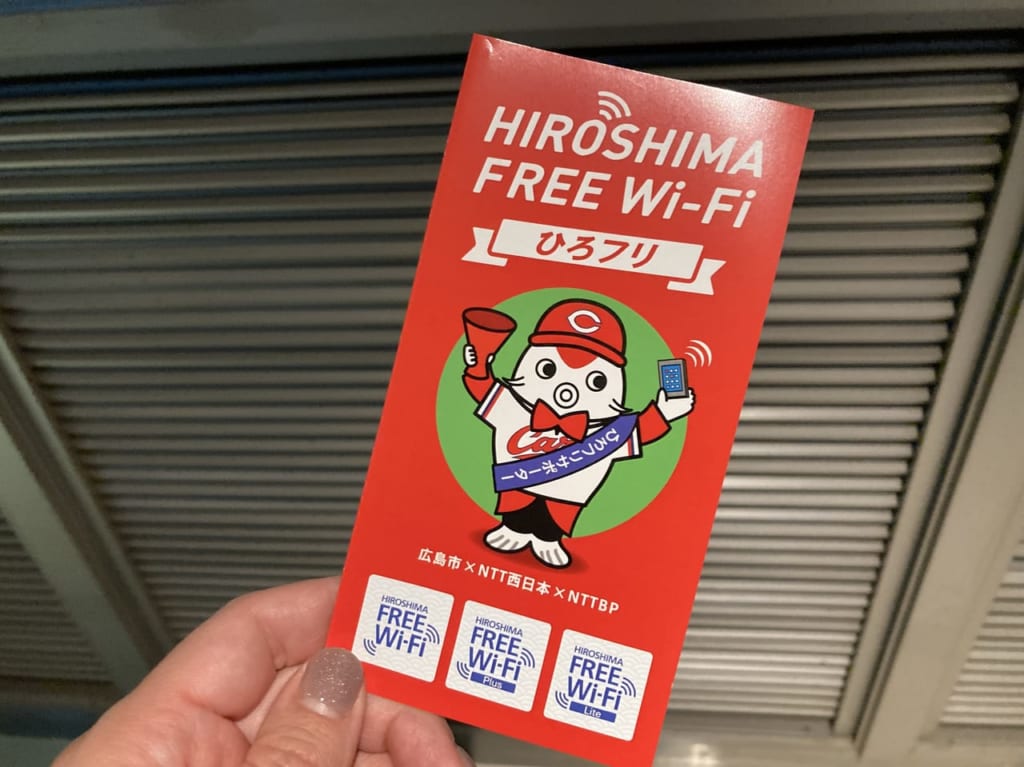 HIROSHIMA
FREE Wi-Fi
ひろフリ
C
Ca
ひろフリサポーター
広島市×NTT西日本×NTTBP
HIROSHIMA
FREE
Wi-Fi
HIROSHIMA
FREE
Wi-Fi
Plus
HIROSHIMA
FREE
Wi-Fi
Lite